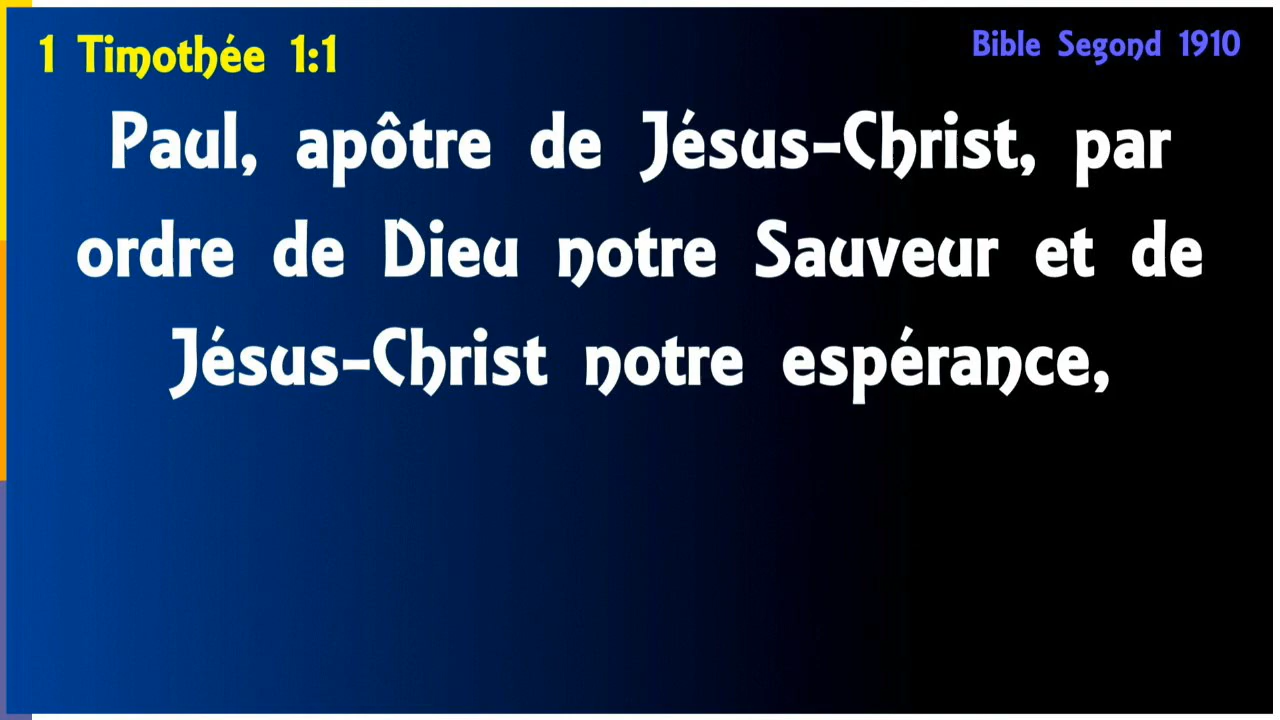 1 Timothée 1:1
Bible Segond 1910
Paul, apôtre de Jésus-Christ, par
ordre de Dieu notre Sauveur et de
Jésus-Christ notre espérance,